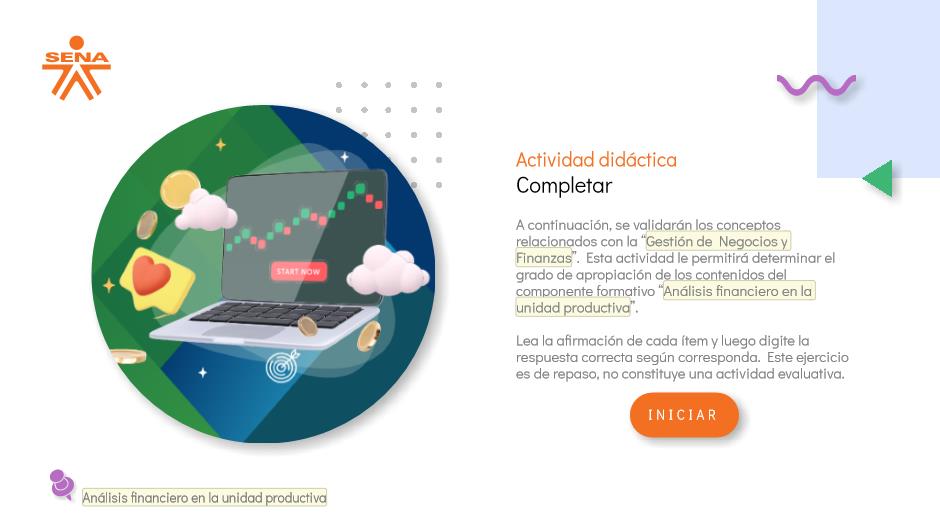 SENA
START NOW
Actividad didáctica
Completar
A continuación, se validarán los conceptos
relacionados con la “Gestión de Negocios y
Finanzas”. Esta actividad le permitirá determinar el
grado de apropiación de los contenidos del
componente formativo “Análisis financiero en la
unidad productiva”.
Lea la afirmación de cada ítem y luego digite la
respuesta correcta según corresponda. Este ejercicio
es de repaso, no constituye una actividad evaluativa.
INICIAR
Análisis financiero en la unidad productiva